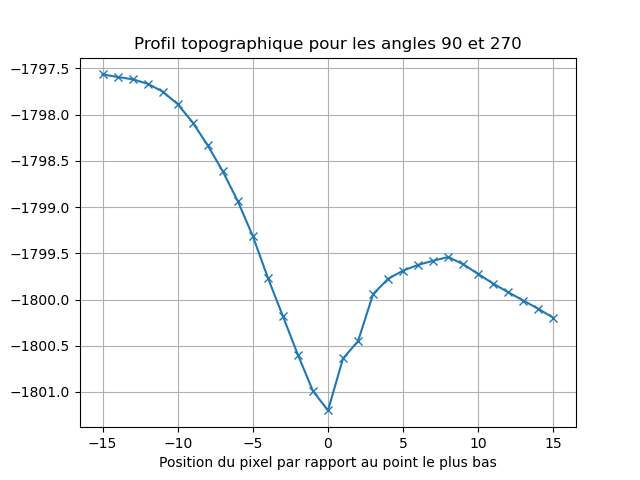 Profil topographique pour les angles 90 et 270
−1797.5
−1798.0
−1798.5
−1799.0
−1799.5
−1800.0
−1800.5
−1801.0
−15 −10 −5 0 5 10 15
Position du pixel par rapport au point le plus bas